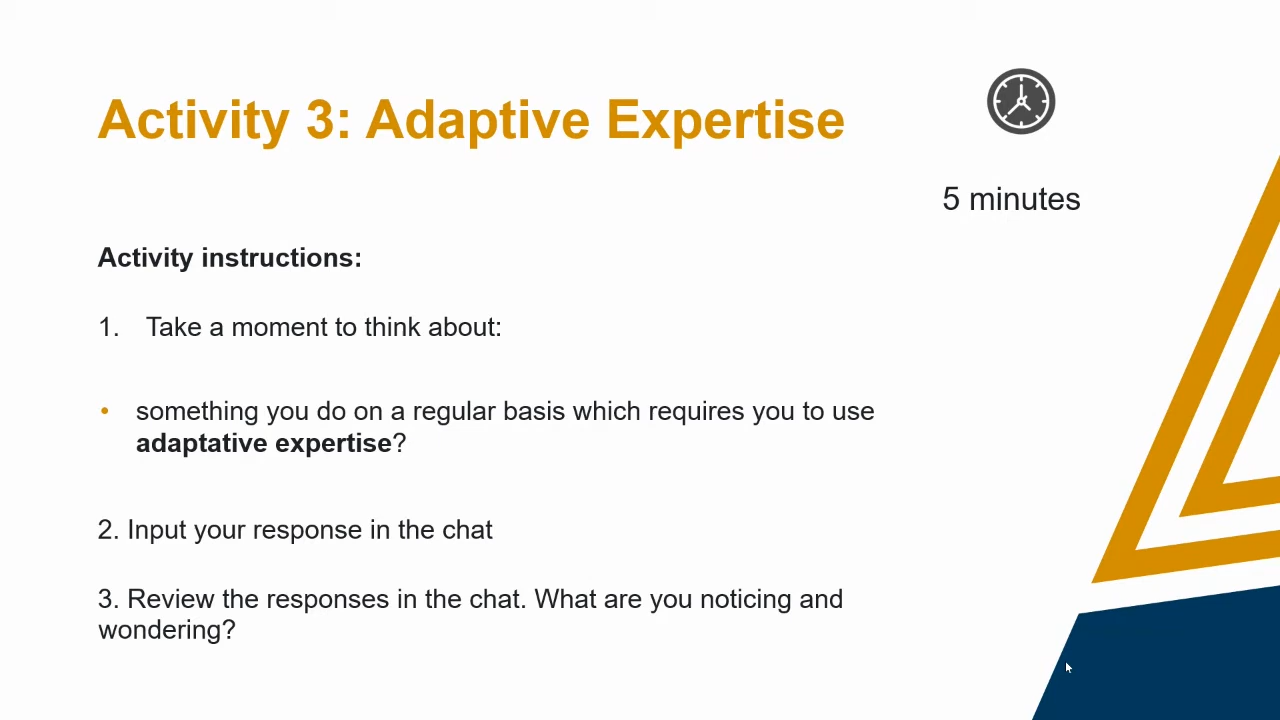 Activity 3: Adaptive Expertise
5 minutes
Activity instructions:
1. Take a moment to think about:
• something you do on a regular basis which requires you to use
adaptative expertise?
2. Input your response in the chat
3. Review the responses in the chat. What are you noticing and
wondering?